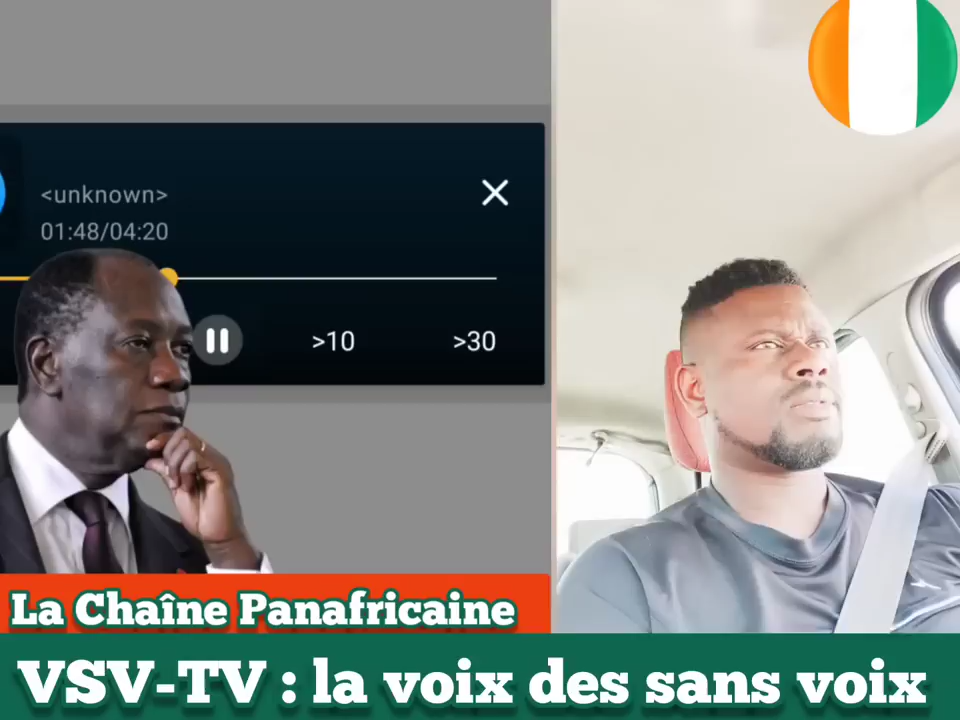 <unknown>
01:48/04:20
>10
>30
La Chaîne Panafricaine
VSV-TV : la voix des sans voix